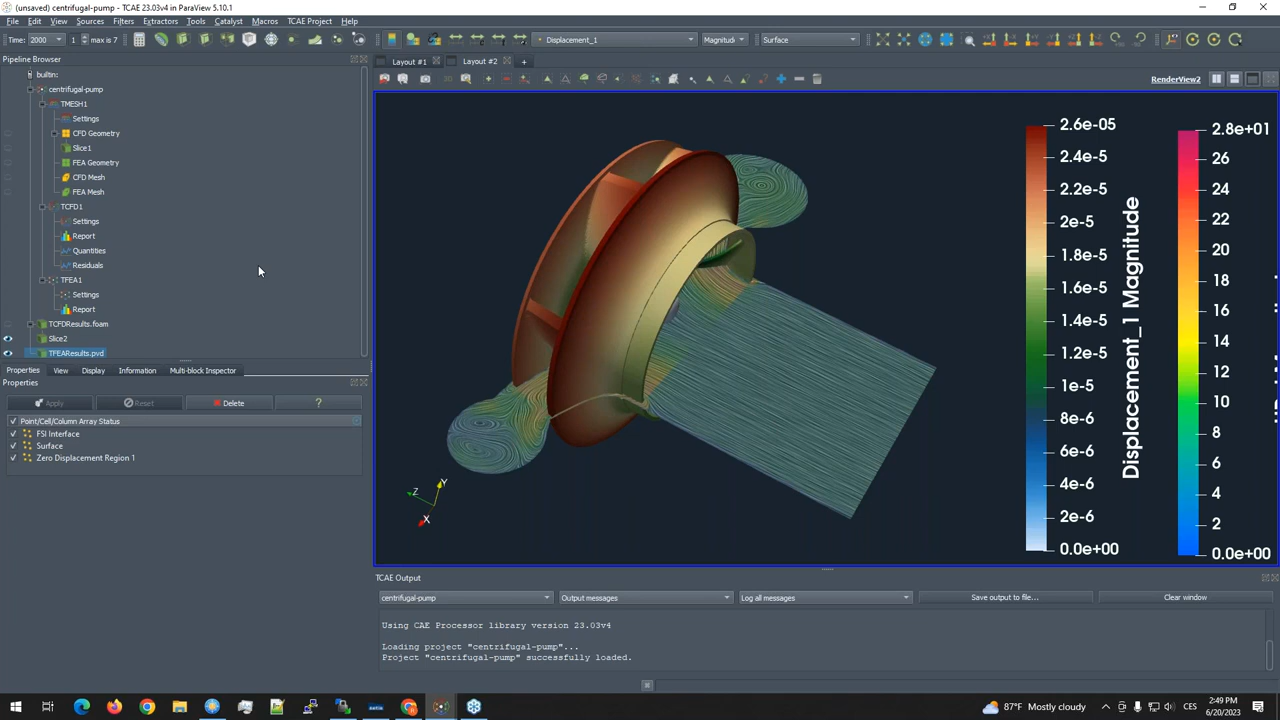 (unsaved) centrifugal-pump - TCAE 23.03v4 in ParaView 5.10.1
File Edit View Sources Filters Extractors Tools Catalyst Macros TCAE Project Help
Time: 2000 1 max is 7 Displacement_1 Magnitude Surface
Pipeline Browser
Layout #1 Layout #2 +
RenderView2
builtin:
centrifugal-pump
TMESH1
Settings
CFD Geometry
Slice1
FEA Geometry
CFD Mesh
FEA Mesh
TCFD1
Settings
Report
Quantities
Residuals
TFEA1
Settings
Report
TCFDResults.foam
Slice2
TFEAResults.pvd
Properties View Display Information Multi-block Inspector
Properties
Apply Reset Delete ?
Point/Cell/Column Array Status
FSI Interface
Surface
Zero Displacement Region 1
2.6e-05
2.4e-5
2.2e-5
2e-5
1.8e-5
1.6e-5
1.4e-5
1.2e-5
1e-5
8e-6
6e-6
4e-6
2e-6
0.0e+00
Displacement_1 Magnitude
2.8e+01
26
24
22
20
18
16
14
12
10
8
6
4
2
0.0e+00
Z
Y
X
TCAE Output
centrifugal-pump Output messages Log all messages Save output to file... Clear window
Using CAE Processor library version 23.03v4
Loading project "centrifugal-pump"...
Project "centrifugal-pump" successfully loaded.
87°F Mostly cloudy CES 2:49 PM
6/20/2023